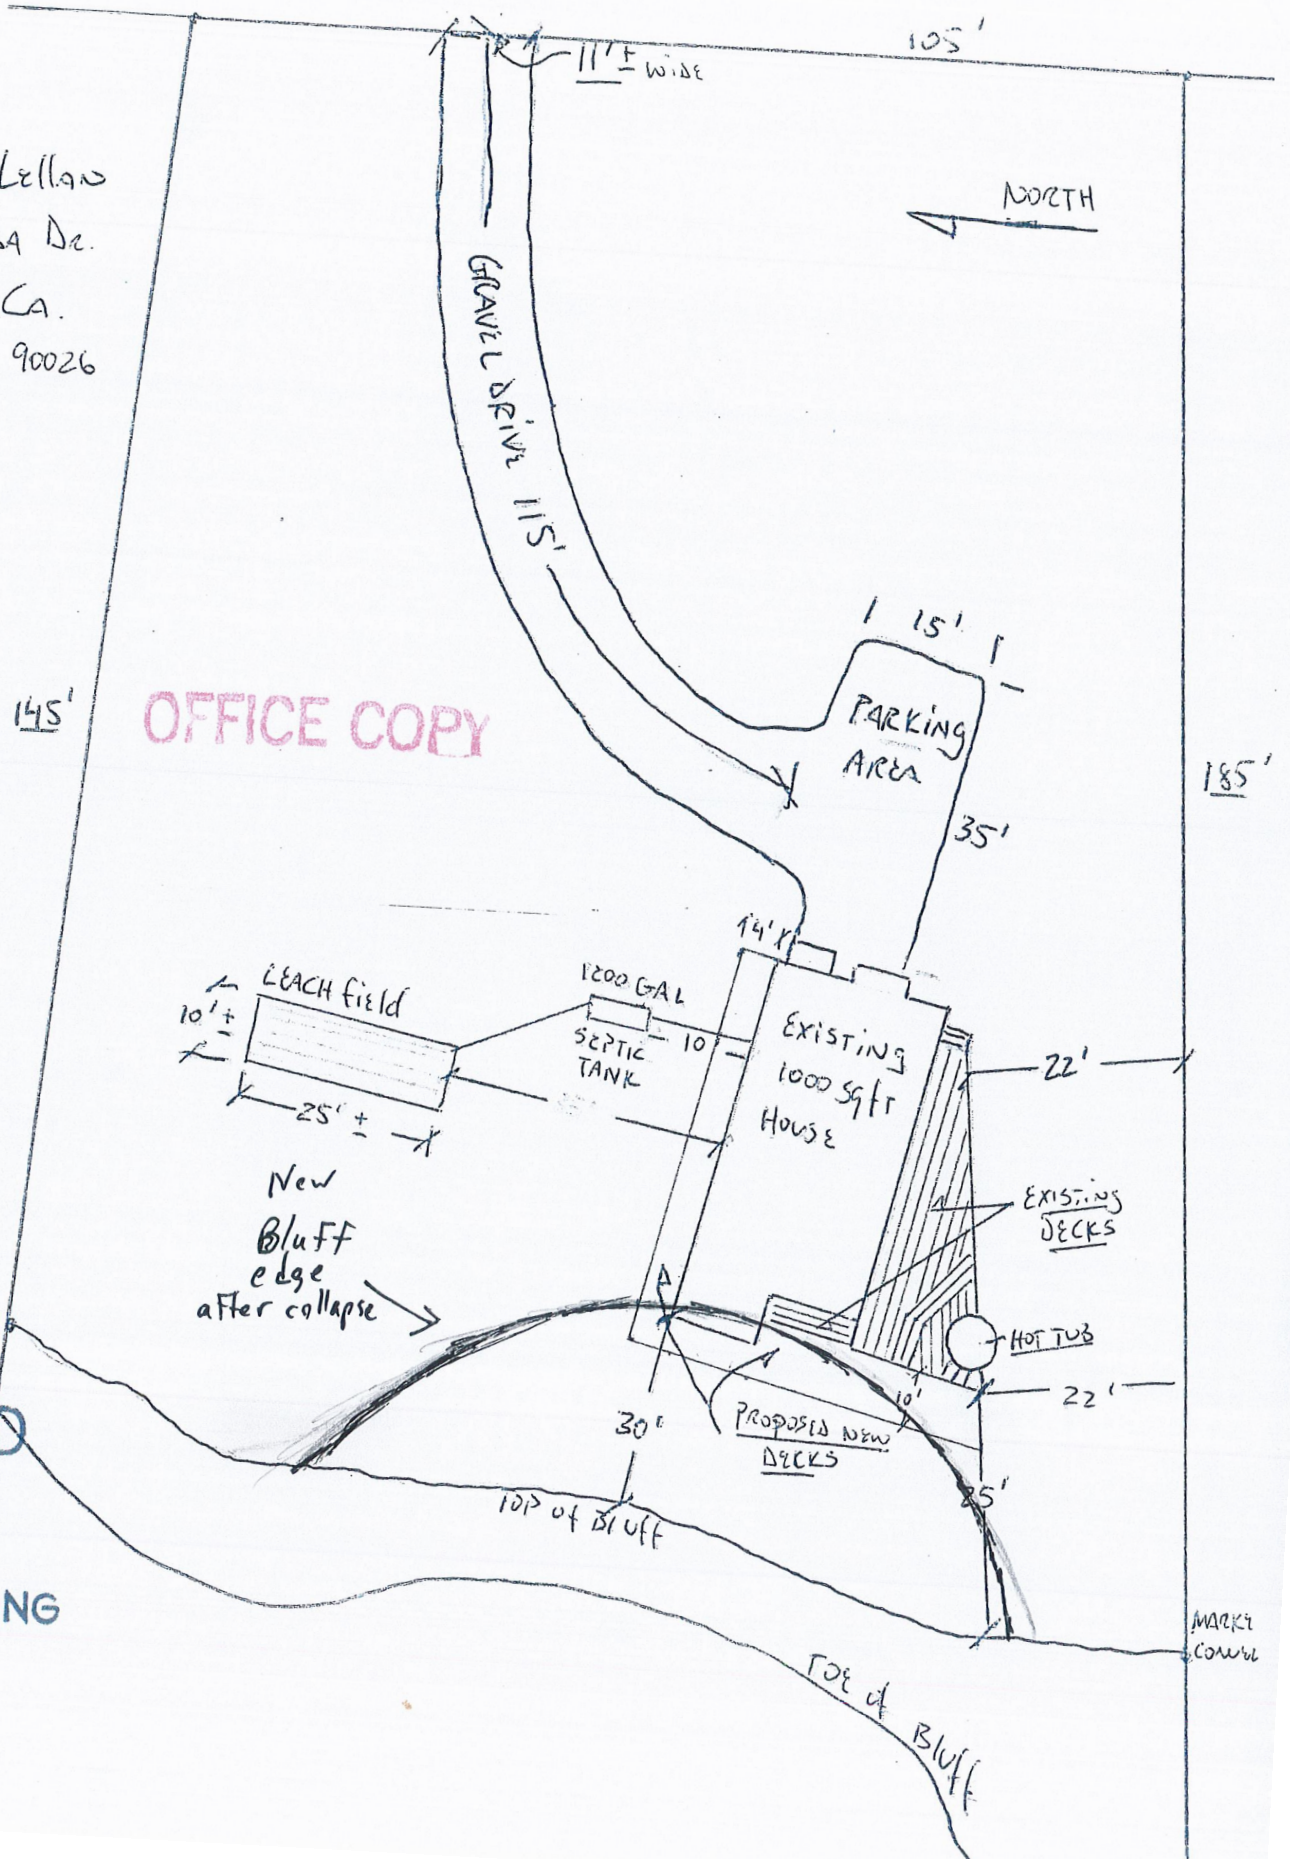 105'
11' ± WIDE
Lellan
A Dr.
CA.
90026
NORTH
GRAVEL DRIVE 115'
15'
PARKING
AREA
145'
OFFICE COPY
185'
35'
LEACH field
10' ±
25' ±
1200 GAL
SEPTIC
TANK
10
EXISTING
1000 SQ ft
HOUSE
22'
New
Bluff
edge
after collapse
EXISTING
DECKS
HOT TUB
22'
10'
PROPOSED NEW
DECKS
30'
25'
TOP of Bluff
NG
TOE of Bluff